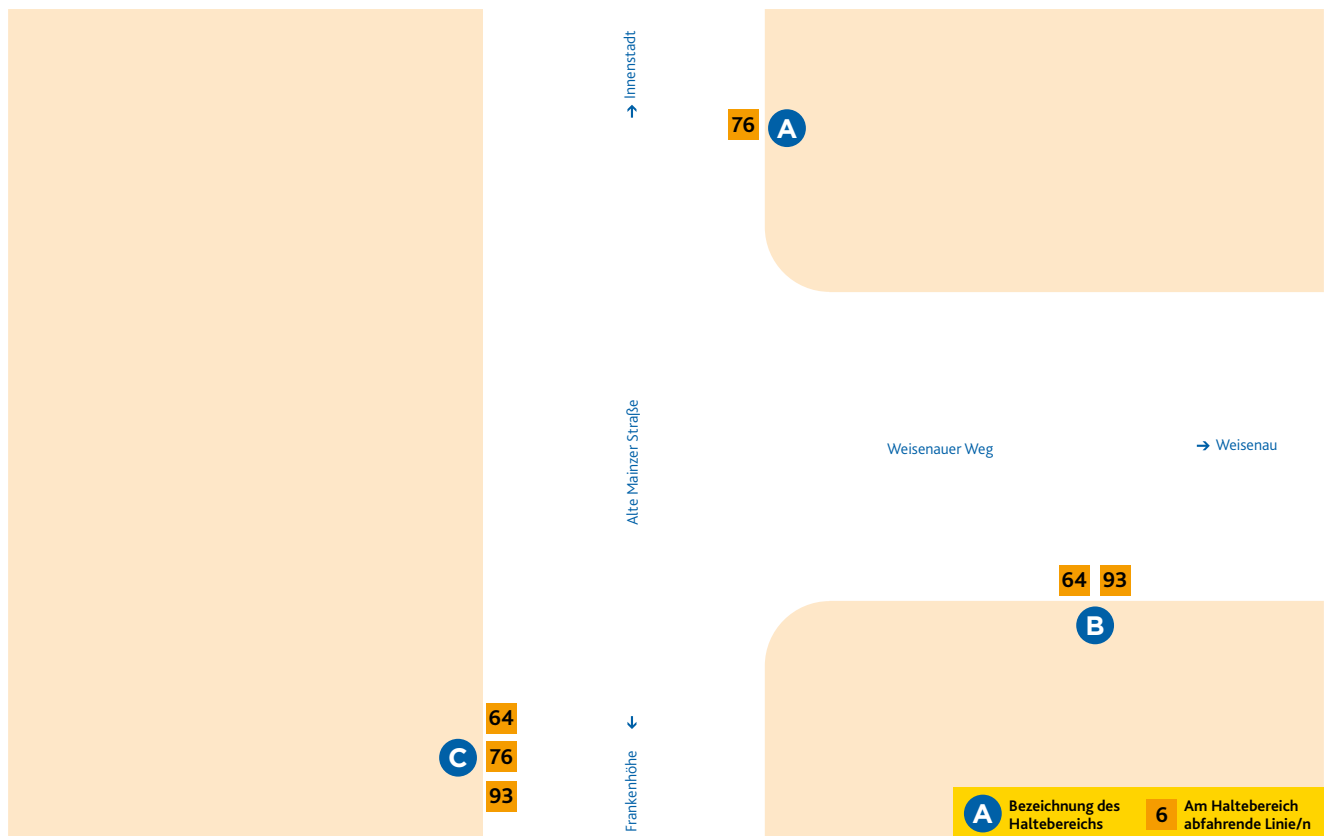 → Innenstadt
76 A
Alte Mainzer Straße
Weisenauer Weg
→ Weisenau
64 93
B
64
C 76
93
Frankenhöhe ←
A Bezeichnung des
Haltebereichs
6 Am Haltebereich
abfahrende Linie/n